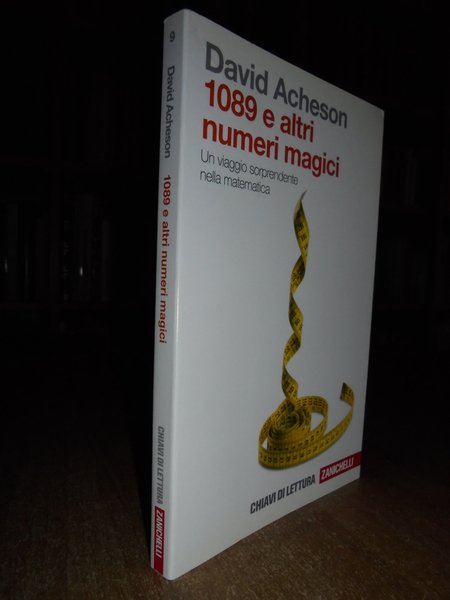 9
David Acheson
1089 e altri numeri magici
CHIAVI DI LETTURA
ZANICHELLI
David Acheson
1089 e altri
numeri magici
Un viaggio sorprendente
nella matematica
CHIAVI DI LETTURA ZANICHELLI